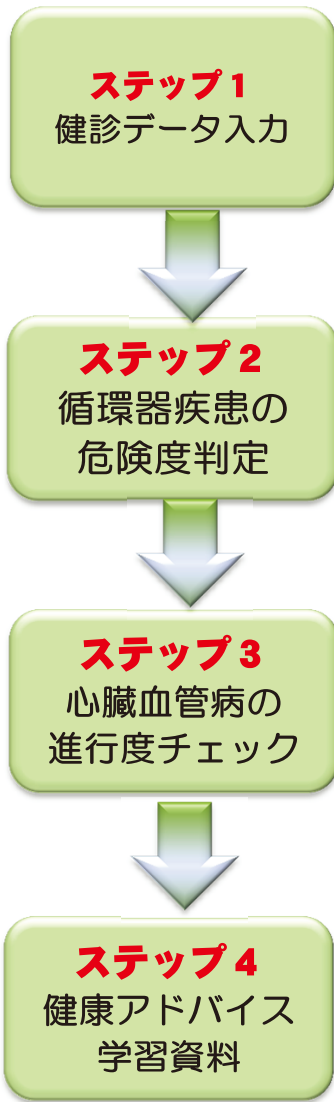 ステップ1
健診データ入力
ステップ2
循環器疾患の
危険度判定
ステップ3
心臓血管病の
進行度チェック
ステップ4
健康アドバイス
学習資料